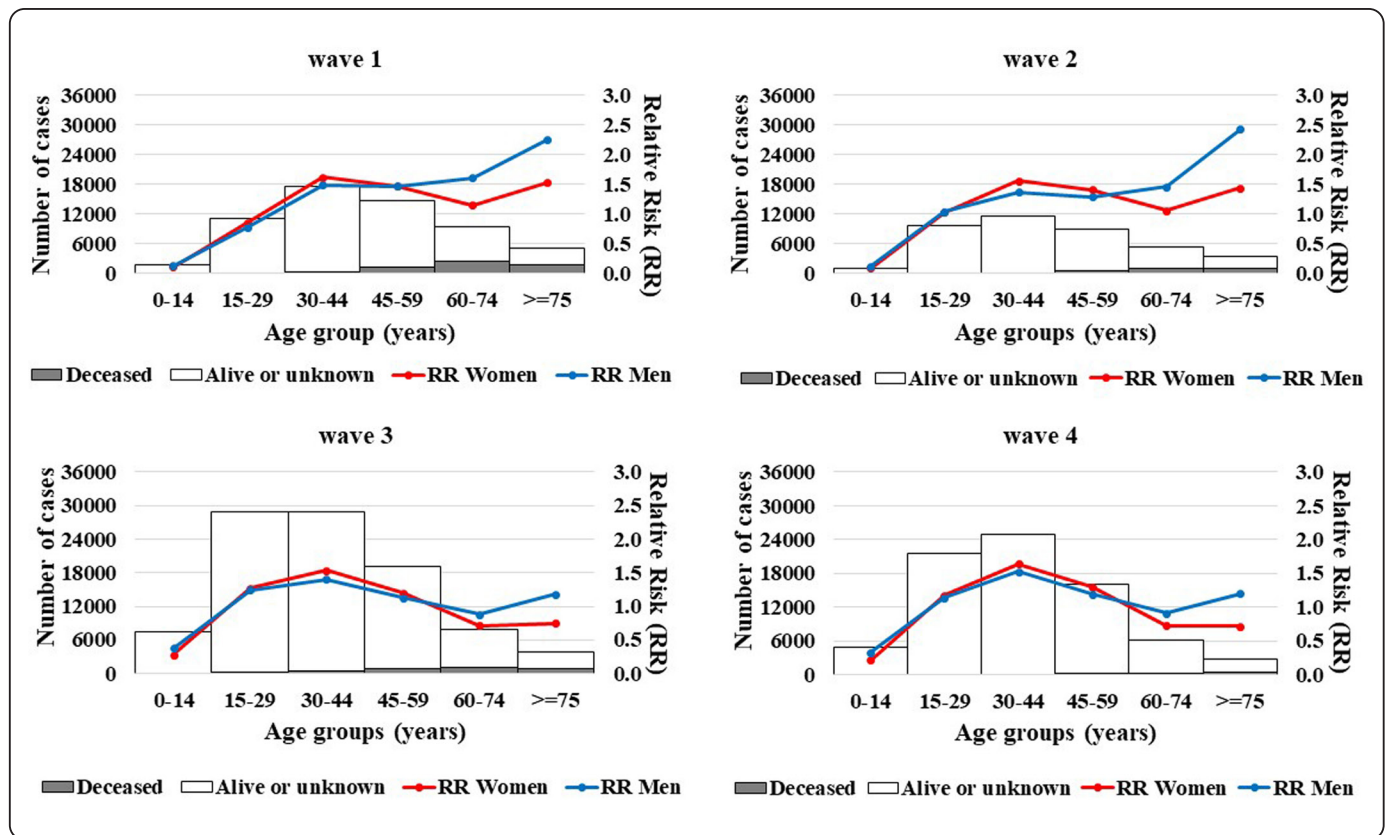 wave 1
Number of cases
36000
30000
24000
18000
12000
6000
0
3.0
2.5
2.0
1.5
1.0
0.5
0.0
Relative Risk (RR)
0-14 15-29 30-44 45-59 60-74 >=75
Age group (years)
Deceased Alive or unknown RR Women RR Men
wave 2
Number of cases
36000
30000
24000
18000
12000
6000
0
3.0
2.5
2.0
1.5
1.0
0.5
0.0
Relative Risk (RR)
0-14 15-29 30-44 45-59 60-74 >=75
Age groups (years)
Deceased Alive or unknown RR Women RR Men
wave 3
Number of cases
36000
30000
24000
18000
12000
6000
0
3.0
2.5
2.0
1.5
1.0
0.5
0.0
Relative Risk (RR)
0-14 15-29 30-44 45-59 60-74 >=75
Age groups (years)
Deceased Alive or unknown RR Women RR Men
wave 4
Number of cases
36000
30000
24000
18000
12000
6000
0
3.0
2.5
2.0
1.5
1.0
0.5
0.0
Relative Risk (RR)
0-14 15-29 30-44 45-59 60-74 >=75
Age groups (years)
Deceased Alive or unknown RR Women RR Men